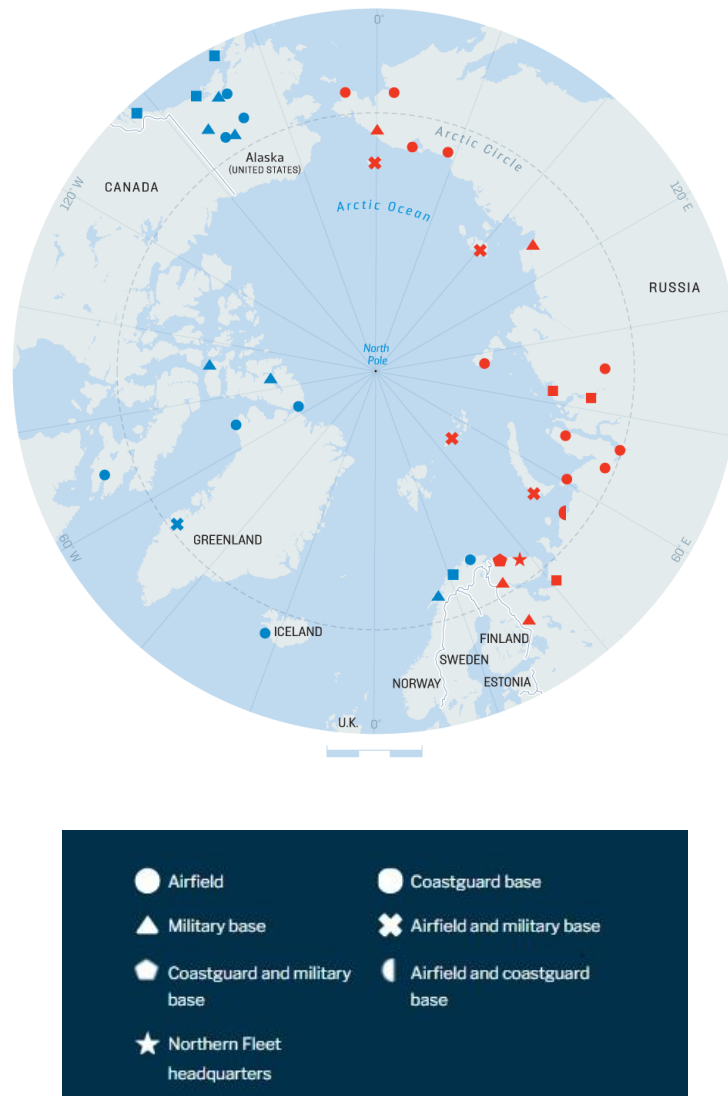 0°
Arctic Circle
Alaska
(UNITED STATES)
CANADA
120° W
120° E
Arctic Ocean
RUSSIA
North
Pole
60° W
60° E
GREENLAND
ICELAND
FINLAND
SWEDEN
NORWAY
ESTONIA
U.K.
0°
Airfield
Coastguard base
Military base
Airfield and military base
Coastguard and military
base
Airfield and coastguard
base
Northern Fleet
headquarters